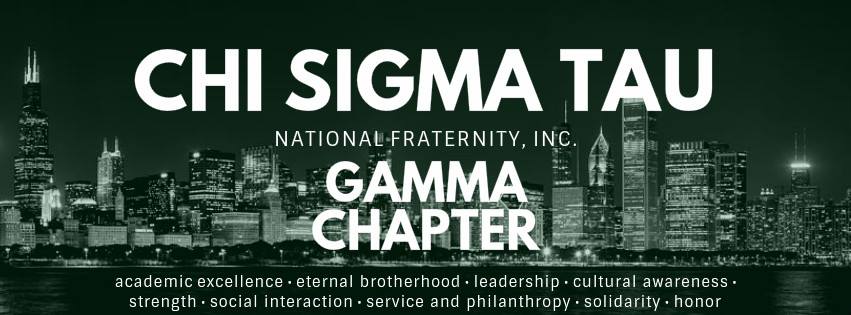 CHI SIGMA TAU
NATIONAL FRATERNITY, INC.
GAMMA
CHAPTER
academic excellence · eternal brotherhood · leadership · cultural awareness ·
strength · social interaction · service and philanthropy · solidarity · honor